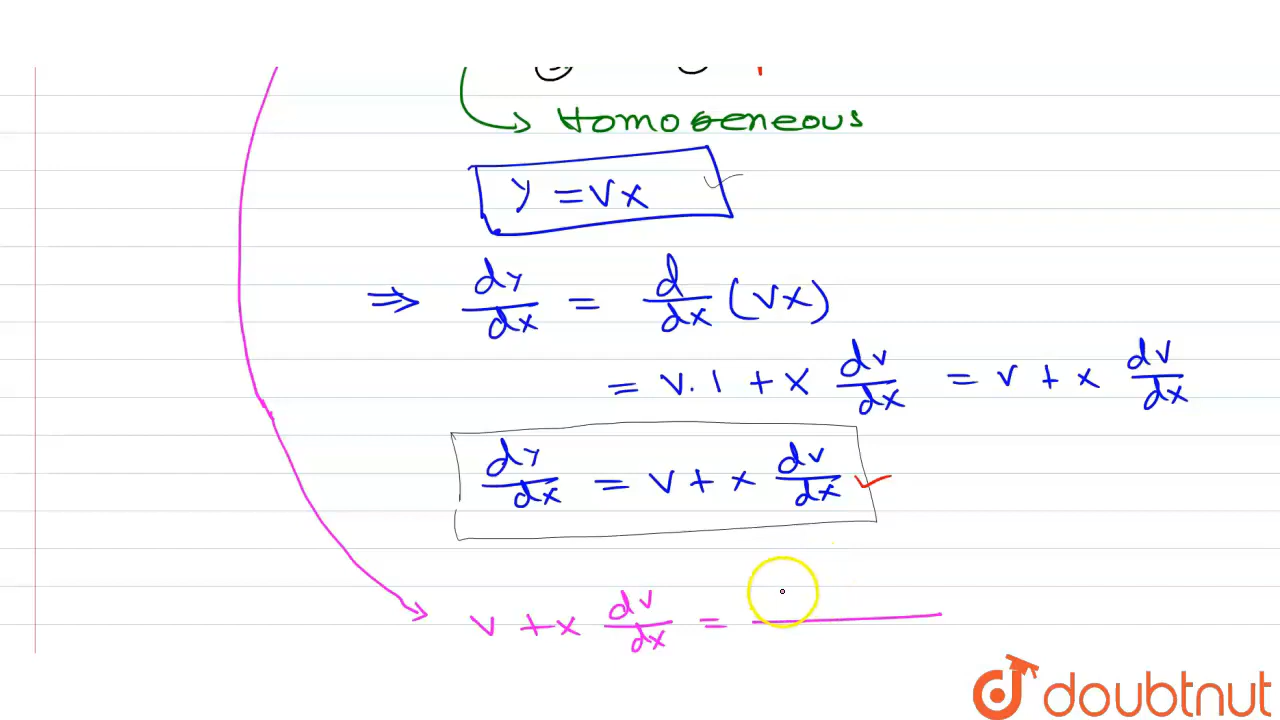 Homogeneous
y = vx
⇒ dy/dx = d/dx (vx)
= v.1 + x dv/dx = v + x dv/dx
dy/dx = v + x dv/dx
v + x dv/dx =
doubtnut